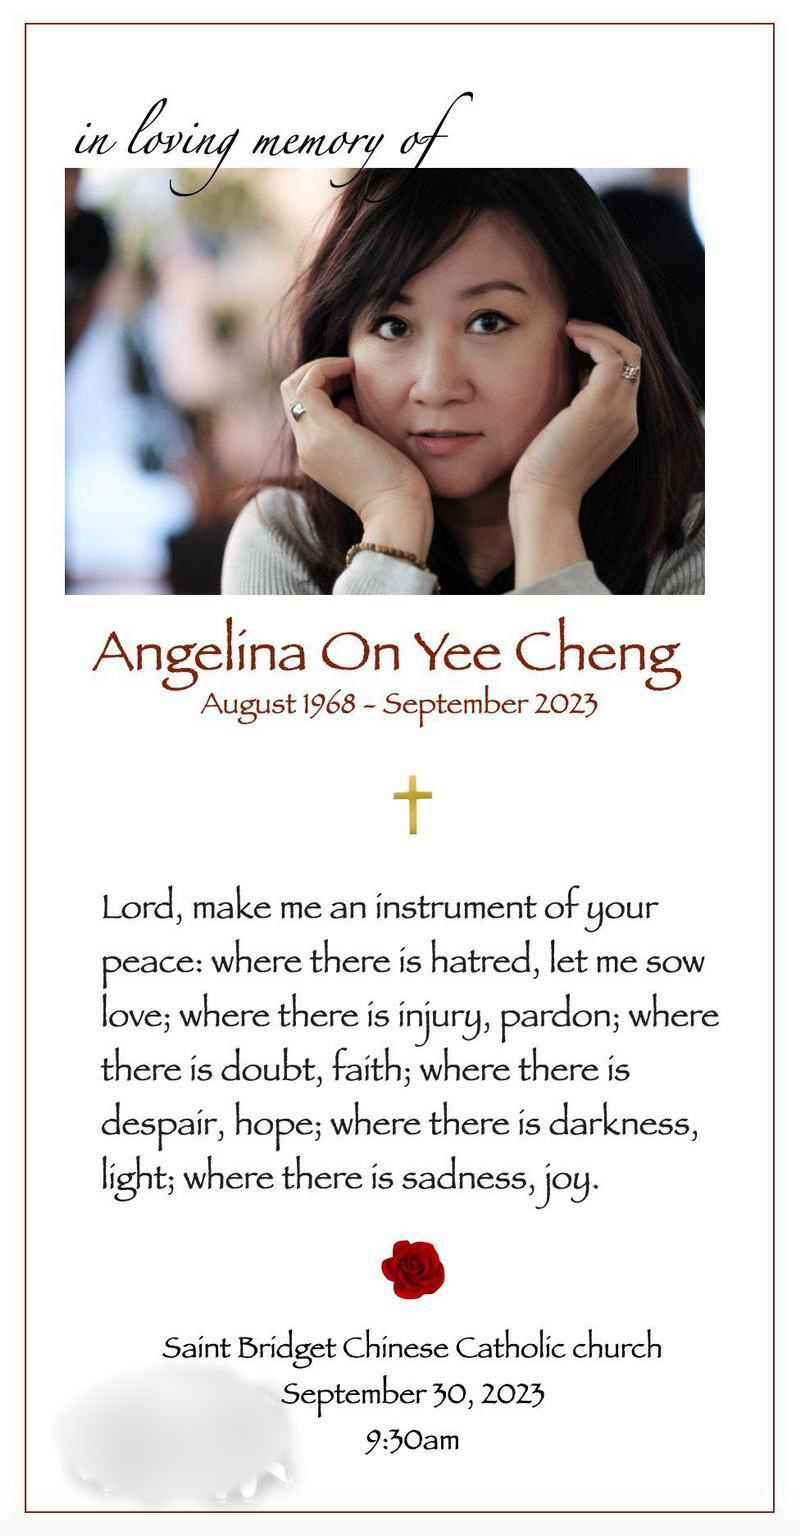 in loving memory of
Angelina On Yee Cheng
August 1968 - September 2023
Lord, make me an instrument of your
peace: where there is hatred, let me sow
love; where there is injury, pardon; where
there is doubt, faith; where there is
despair, hope; where there is darkness,
light; where there is sadness, joy.
Saint Bridget Chinese Catholic church
September 30, 2023
9:30am